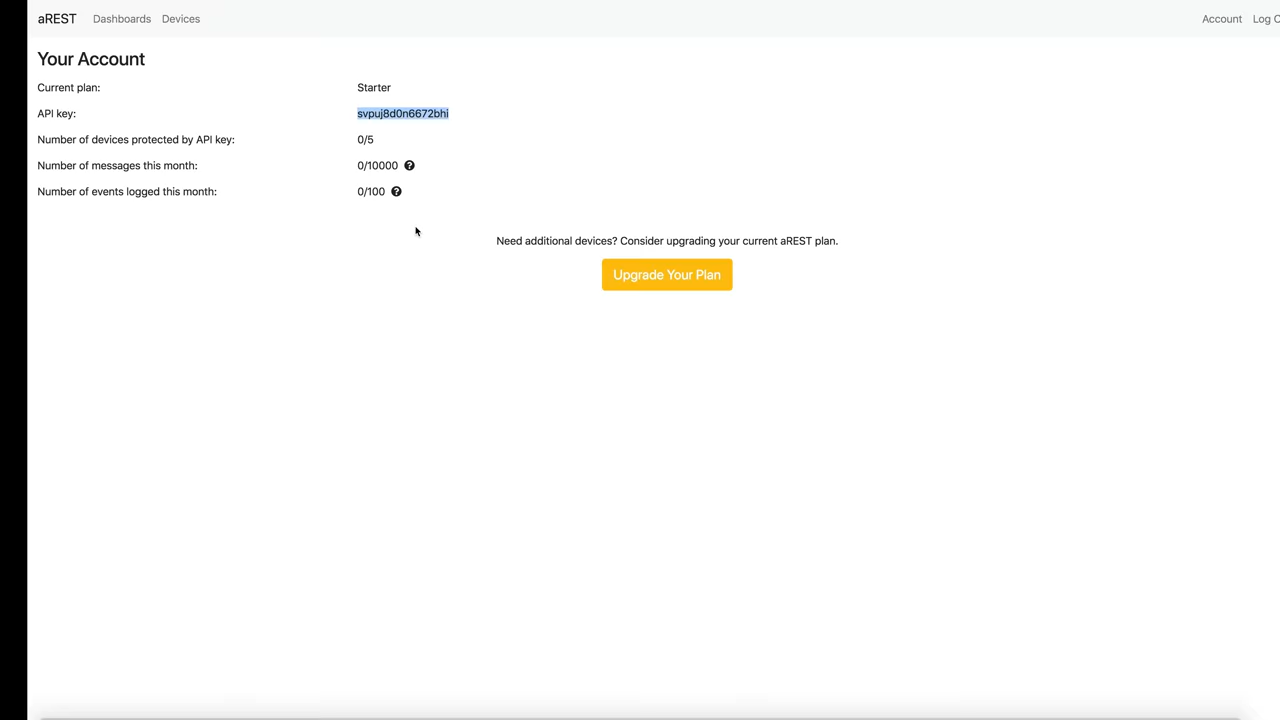 aREST Dashboards Devices Account Log
Your Account
Current plan: Starter
API key: svpuj8d0n6672bhi
Number of devices protected by API key: 0/5
Number of messages this month: 0/10000 ?
Number of events logged this month: 0/100 ?
Need additional devices? Consider upgrading your current aREST plan.
Upgrade Your Plan